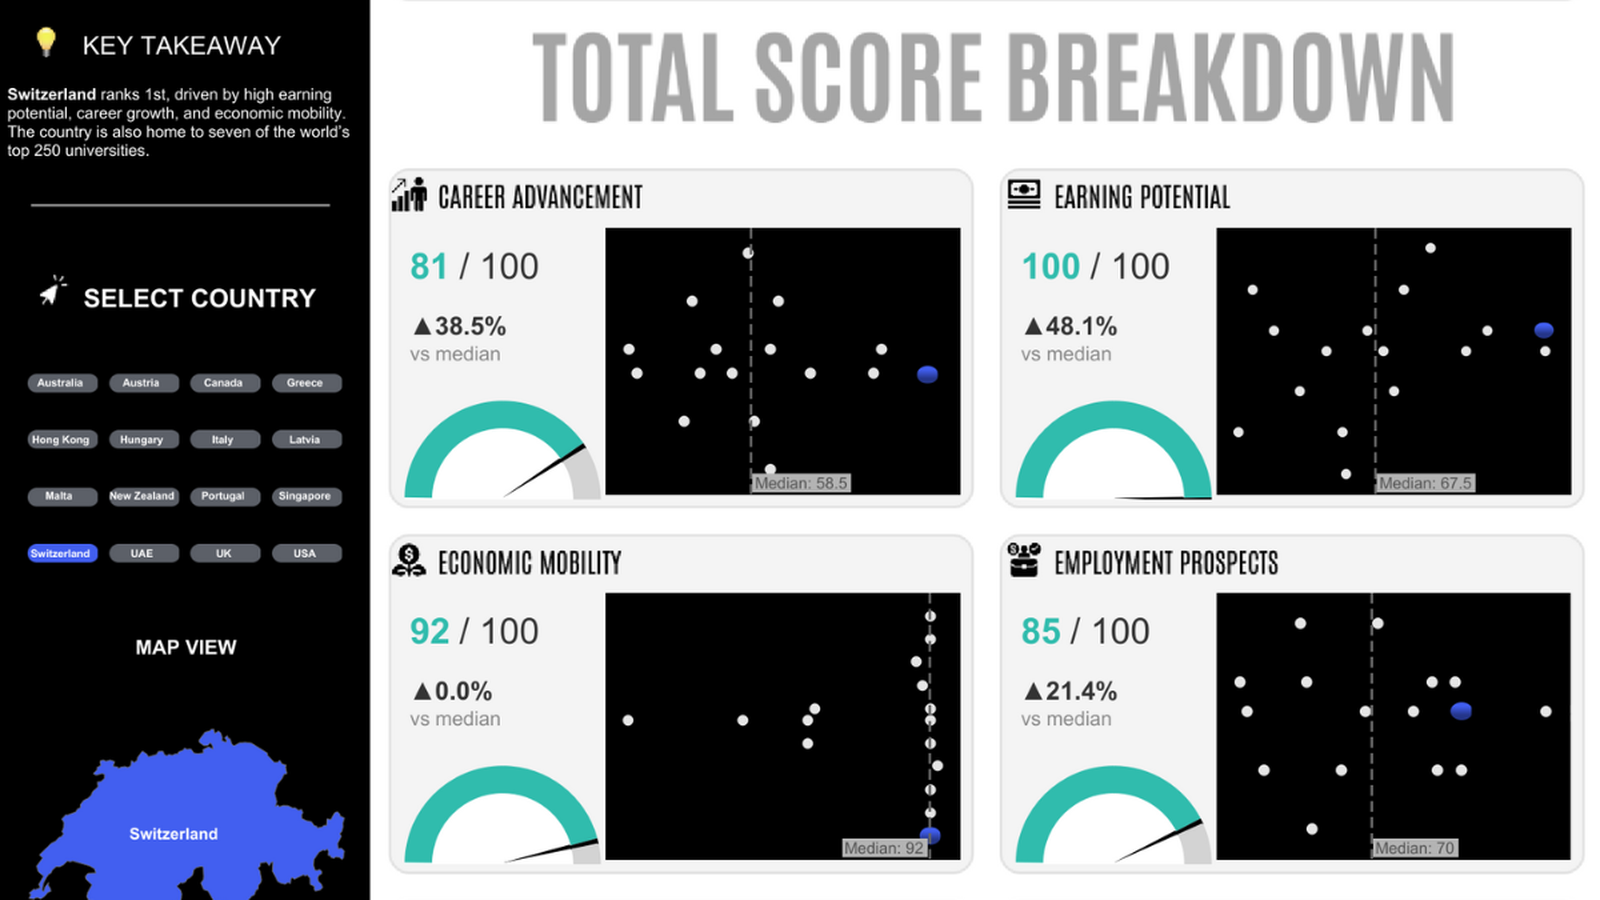 KEY TAKEAWAY
Switzerland ranks 1st, driven by high earning
potential, career growth, and economic mobility.
The country is also home to seven of the world's
top 250 universities.
SELECT COUNTRY
Australia
Austria
Canada
Greece
Hong Kong
Hungary
Italy
Latvia
Malta
New Zealand
Portugal
Singapore
Switzerland
UAE
UK
USA
MAP VIEW
Switzerland
TOTAL SCORE BREAKDOWN
CAREER ADVANCEMENT
81 / 100
▲38.5%
vs median
Median: 58.5
EARNING POTENTIAL
100 / 100
▲48.1%
vs median
Median: 67.5
ECONOMIC MOBILITY
92 / 100
▲0.0%
vs median
Median: 92
EMPLOYMENT PROSPECTS
85 / 100
▲21.4%
vs median
Median: 70